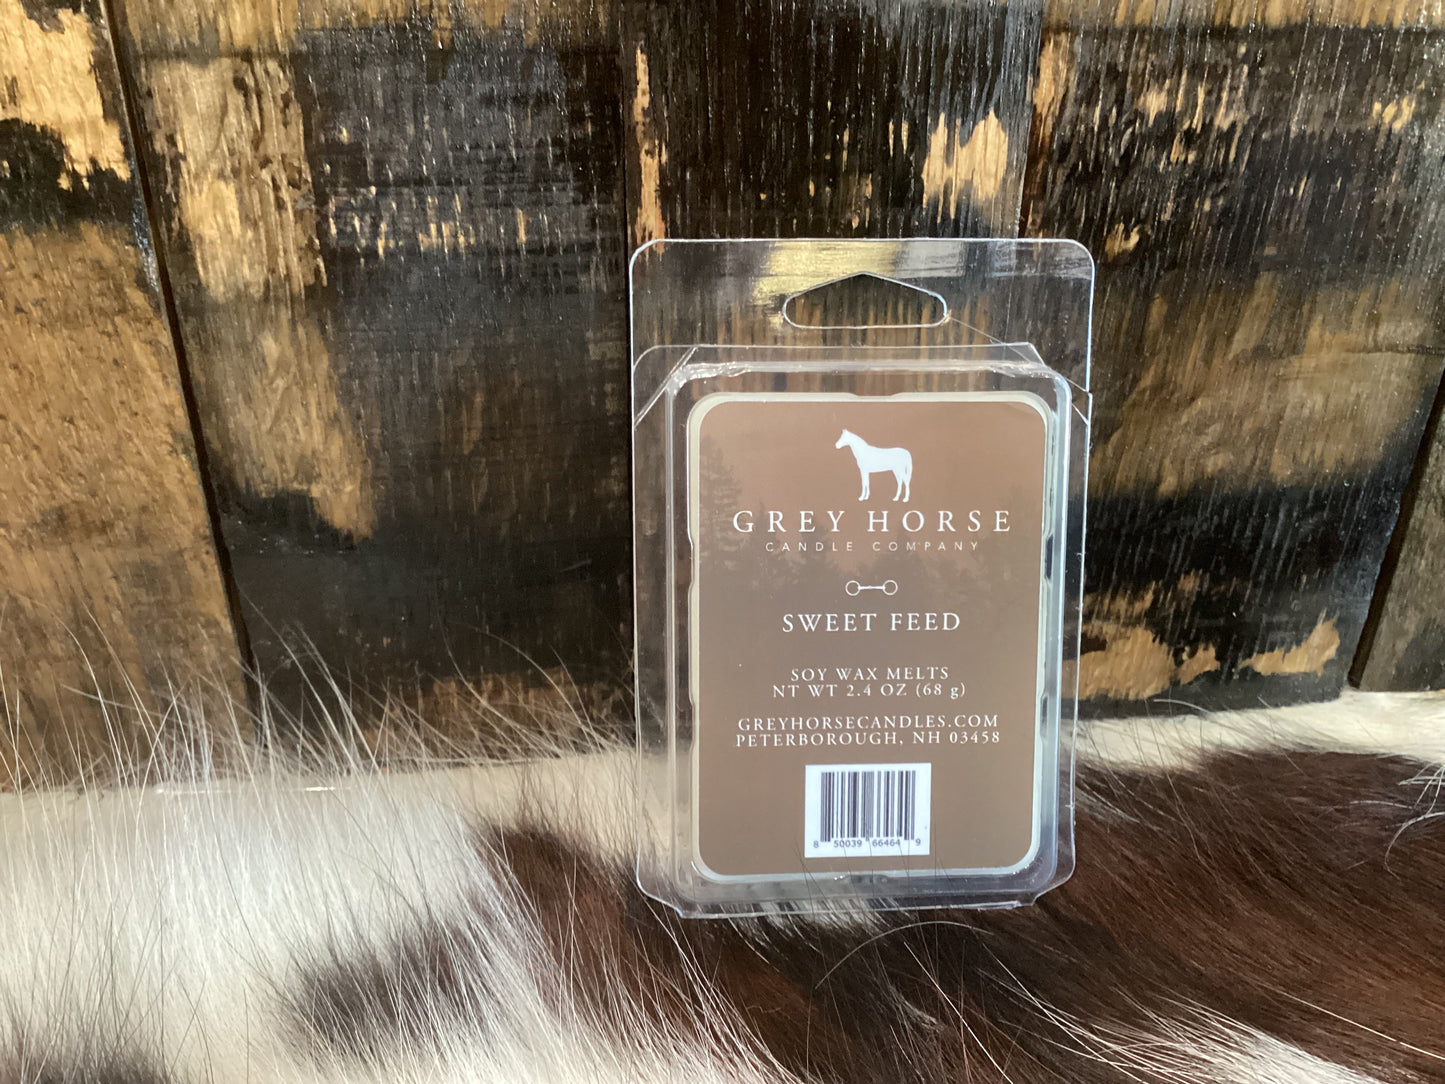 GREY HORSE
CANDLE COMPANY
SWEET FEED
SOY WAX MELTS
NT WT 2.4 OZ (68 g)
GREYHORSECANDLES.COM
PETERBOROUGH, NH 03458
8 50039 66464 9